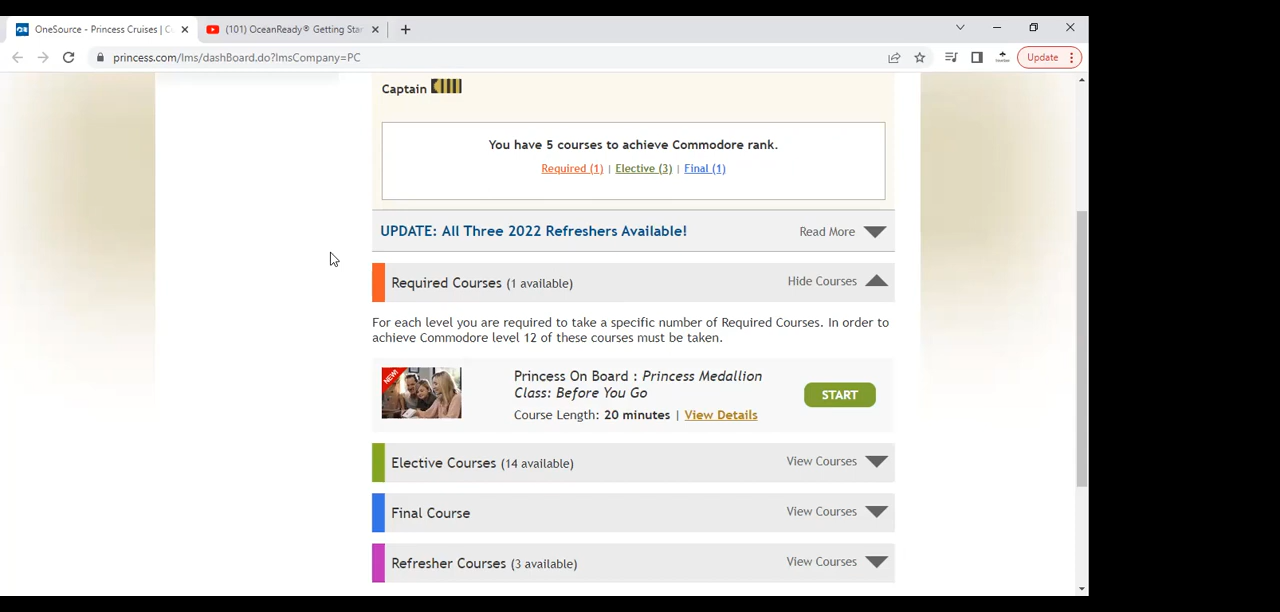 OneSource - Princess Cruises | C
(101) OceanReady® Getting Sta
princess.com/lms/dashBoard.do?lmsCompany=PC
Update
Captain
You have 5 courses to achieve Commodore rank.
Required (1) | Elective (3) | Final (1)
UPDATE: All Three 2022 Refreshers Available!
Read More
Required Courses (1 available)
Hide Courses
For each level you are required to take a specific number of Required Courses. In order to
achieve Commodore level 12 of these courses must be taken.
NEW!
Princess On Board : Princess Medallion
Class: Before You Go
Course Length: 20 minutes | View Details
START
Elective Courses (14 available)
View Courses
Final Course
View Courses
Refresher Courses (3 available)
View Courses